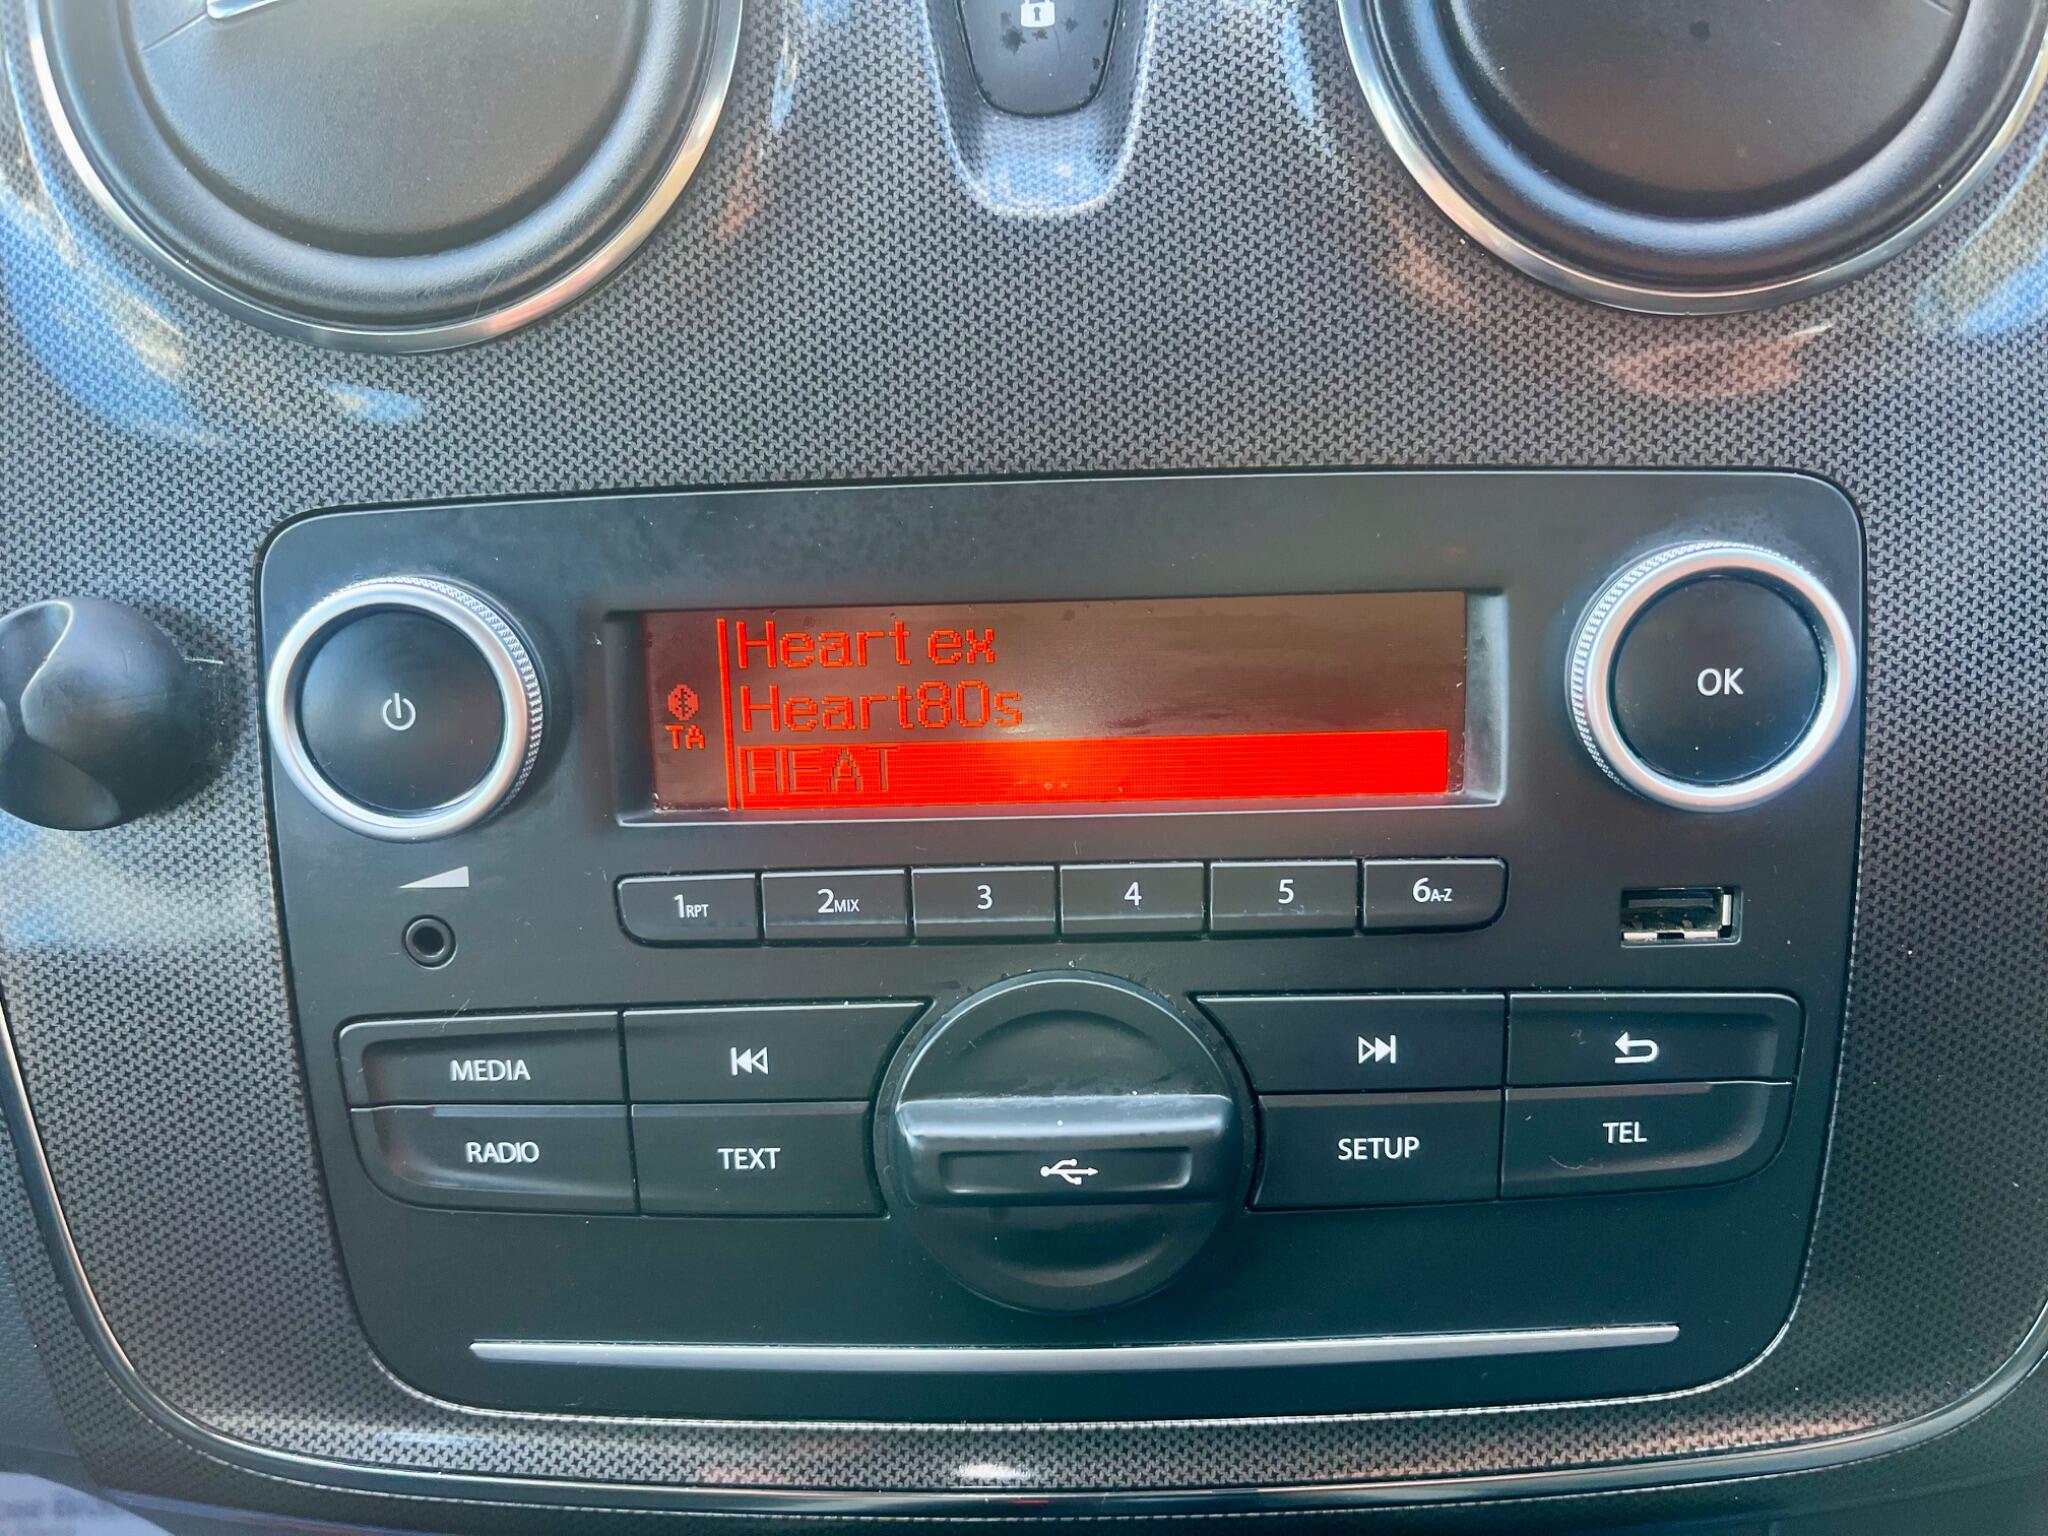 Heart ex
Heart80s
TA
HEAT
OK
1RPT
2MIX
3
4
5
6A-Z
MEDIA
RADIO
TEXT
SETUP
TEL